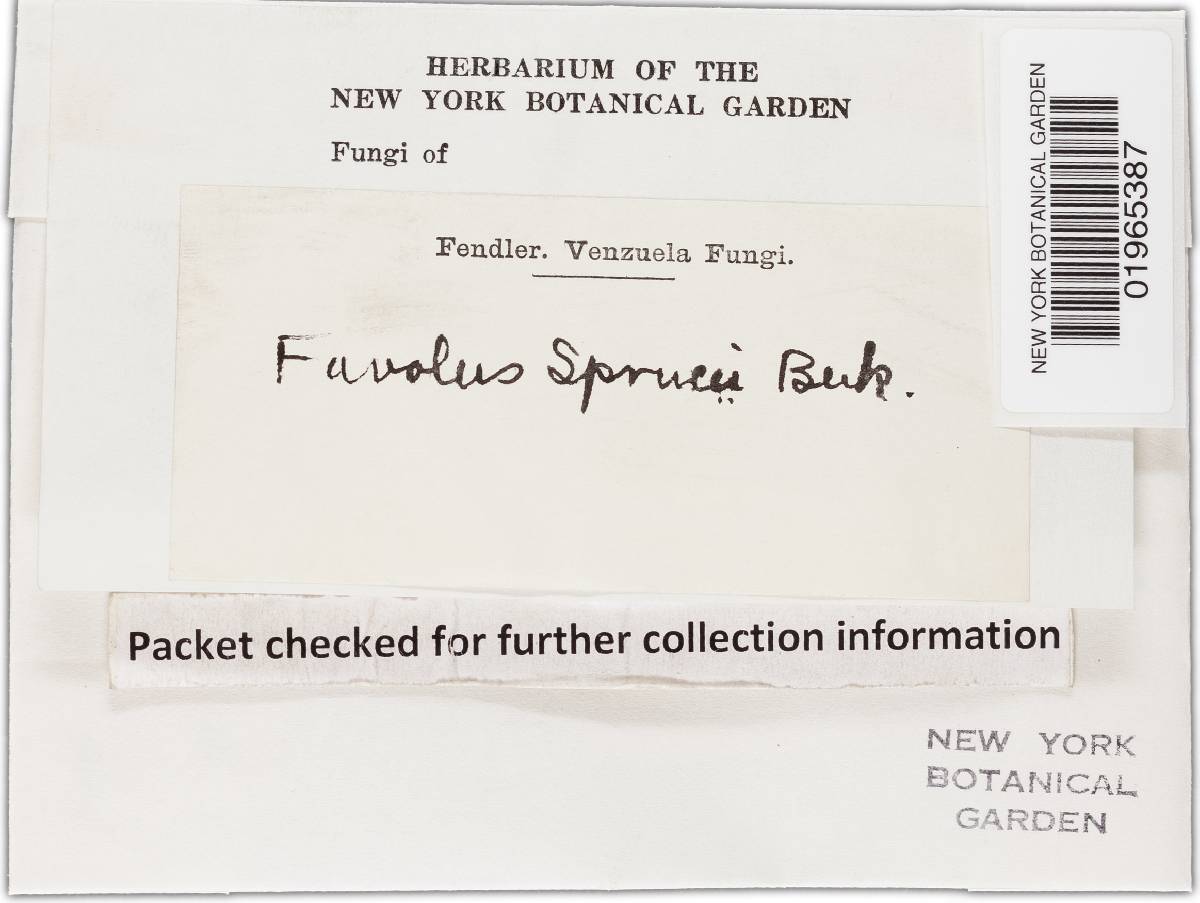 HERBARIUM OF THE
NEW YORK BOTANICAL GARDEN
Fungi of
Fendler. Venzuela Fungi.
Favolus Sprucii Berk.
Packet checked for further collection information
NEW YORK
BOTANICAL
GARDEN
NEW YORK BOTANICAL GARDEN
01965387